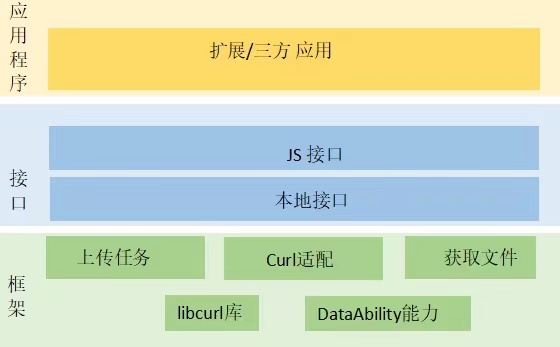 应用程序
扩展/三方 应用
接口
JS 接口
本地接口
框架
上传任务
Curl适配
获取文件
libcurl库
DataAbility能力